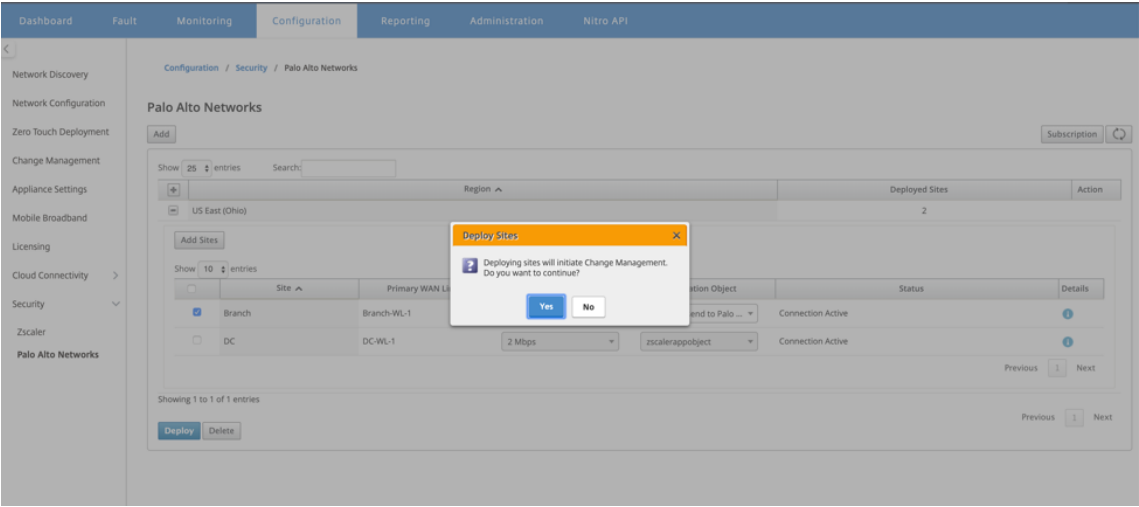 Dashboard Fault Monitoring Configuration Reporting Administration Nitro API
Network Discovery
Network Configuration
Zero Touch Deployment
Change Management
Appliance Settings
Mobile Broadband
Licensing
Cloud Connectivity
Security
Zscaler
Palo Alto Networks
Configuration / Security / Palo Alto Networks
Palo Alto Networks
Add Subscription
Show 25 entries Search:
Region Deployed Sites Action
US East (Ohio) 2
Add Sites
Show 10 entries
Site Primary WAN Li ation Object Status Details
Branch Branch-WL-1 end to Palo ... Connection Active
DC DC-WL-1 2 Mbps zscalerappobject Connection Active
Previous 1 Next
Showing 1 to 1 of 1 entries
Previous 1 Next
Deploy Delete
Deploy Sites
Deploying sites will initiate Change Management.
Do you want to continue?
Yes No